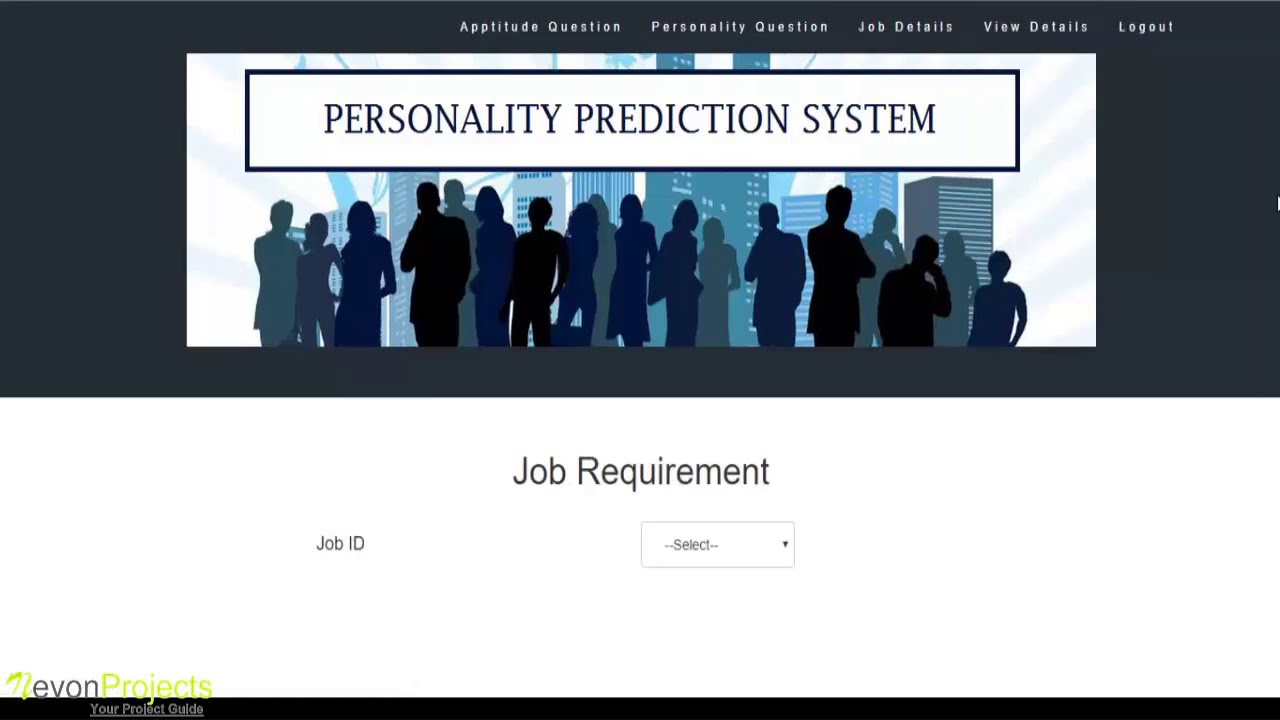 Apptitude Question Personality Question Job Details View Details Logout
PERSONALITY PREDICTION SYSTEM
Job Requirement
Job ID --Select--
NevonProjects
Your Project Guide